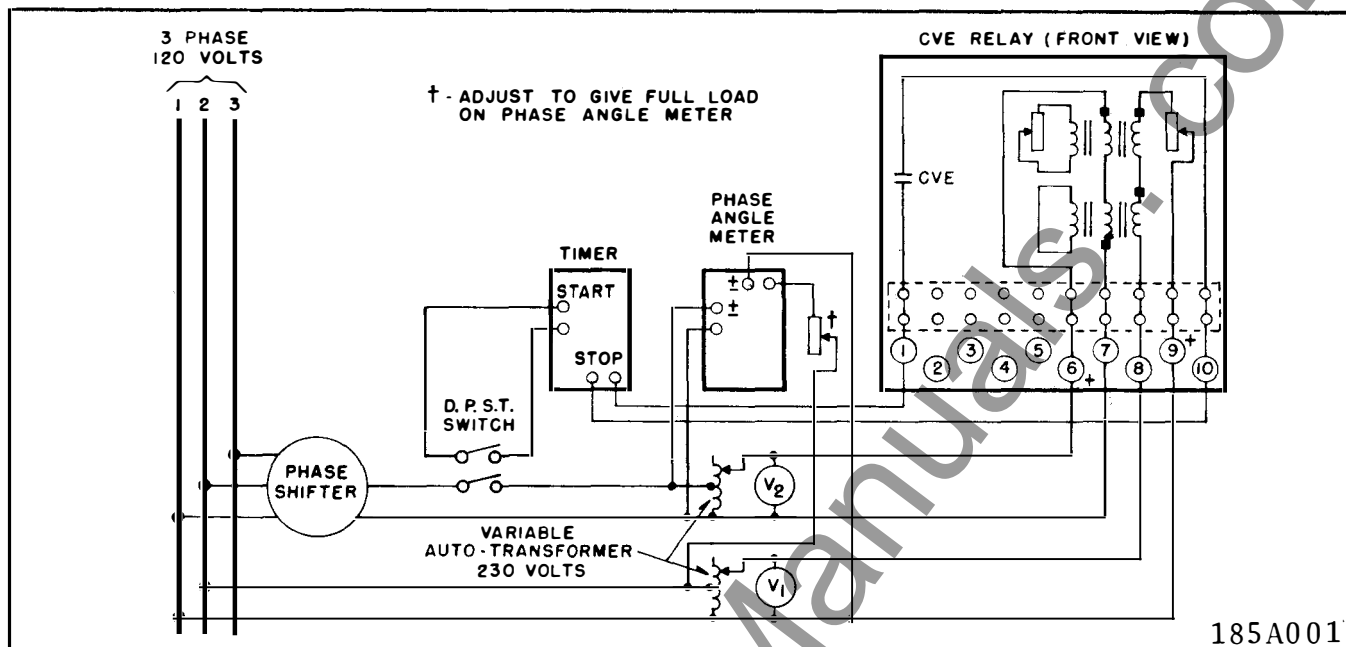 3 PHASE
120 VOLTS
1 2 3
† - ADJUST TO GIVE FULL LOAD
ON PHASE ANGLE METER
CVE RELAY (FRONT VIEW)
CVE
PHASE
ANGLE
METER
TIMER
START
STOP
±
±
†
D.P.S.T.
SWITCH
PHASE
SHIFTER
V2
VARIABLE
AUTO-TRANSFORMER
230 VOLTS
V1
1 2 3 4 5 6 + 7 8 9 + 10
185A001
Manuals.co